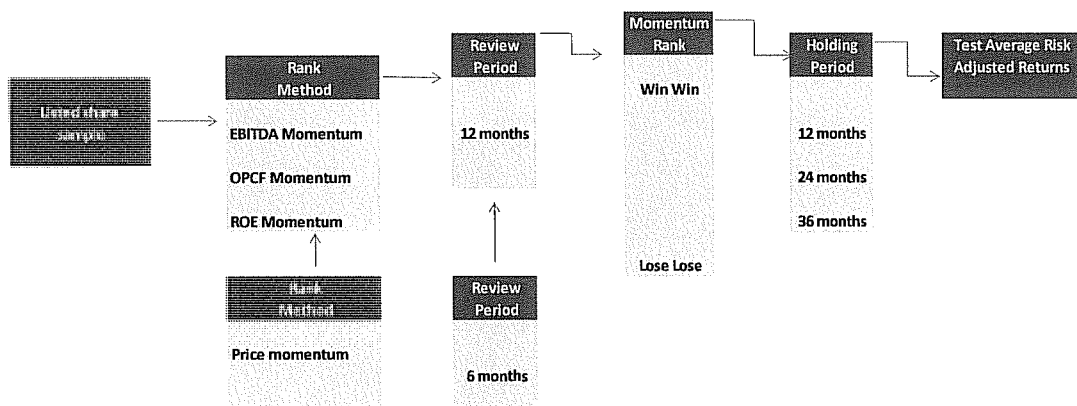 Listed share
sample
Rank
Method
EBITDA Momentum
OPCF Momentum
ROE Momentum
Rank
Method
Price momentum
Review
Period
12 months
Review
Period
6 months
Momentum
Rank
Win Win
Lose Lose
Holding
Period
12 months
24 months
36 months
Test Average Risk
Adjusted Returns